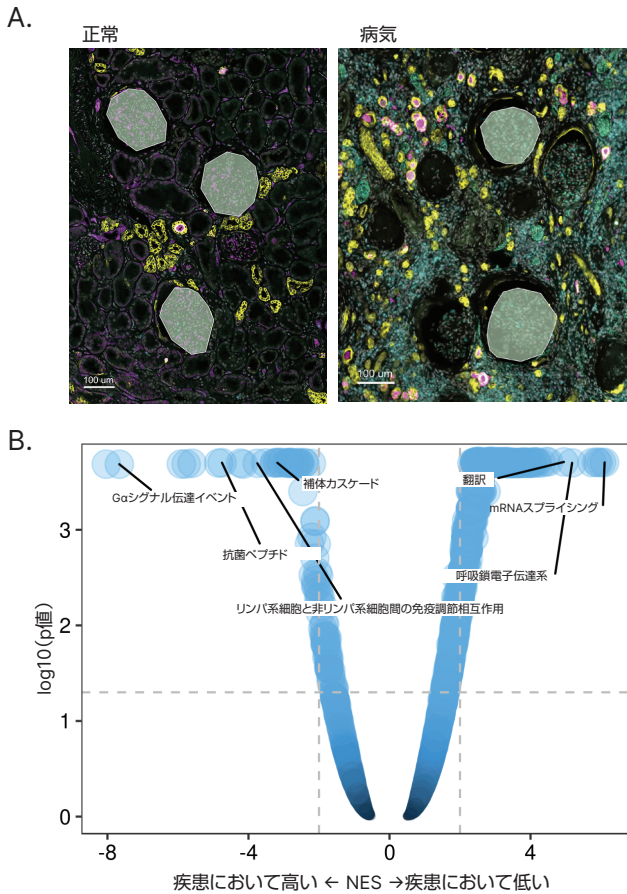 A.
正常
病気
100 um
100 um
B.
log10(p値)
3
2
1
0
Gαシグナル伝達イベント
抗菌ペプチド
補体カスケード
リンパ系細胞と非リンパ系細胞間の免疫調節相互作用
翻訳
mRNAスプライシング
呼吸鎖電子伝達系
-8
-4
0
4
疾患において高い ← NES →疾患において低い